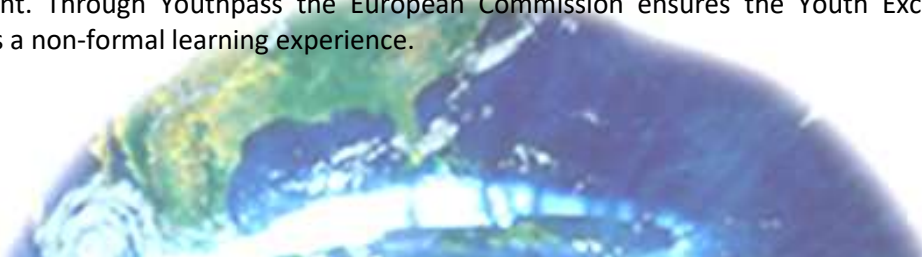 nt. Through Youthpass the European Commission ensures the Youth Exc
s a non-formal learning experience.